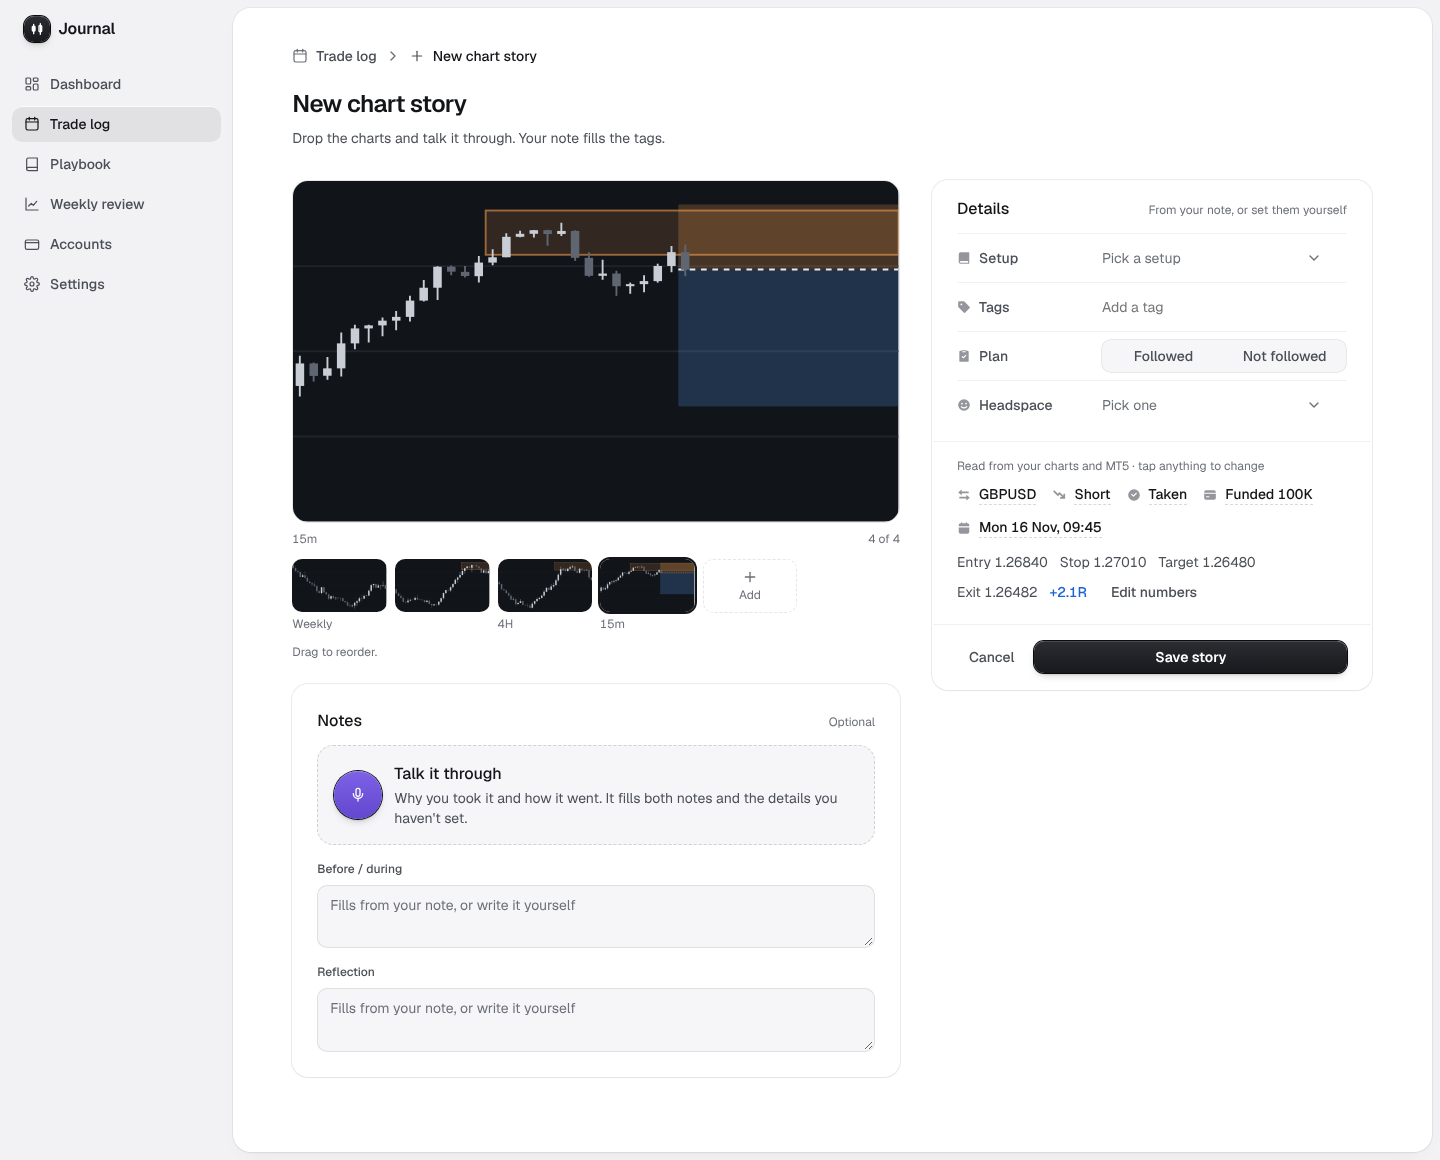 Journal
Dashboard
Trade log
Playbook
Weekly review
Accounts
Settings
Trade log
New chart story
New chart story
Drop the charts and talk it through. Your note fills the tags.
15m
4 of 4
Weekly
4H
15m
Add
Drag to reorder.
Notes
Optional
Talk it through
Why you took it and how it went. It fills both notes and the details you
haven't set.
Before / during
Fills from your note, or write it yourself
Reflection
Fills from your note, or write it yourself
Details
From your note, or set them yourself
Setup
Pick a setup
Tags
Add a tag
Plan
Followed
Not followed
Headspace
Pick one
Read from your charts and MT5 · tap anything to change
GBPUSD
Short
Taken
Funded 100K
Mon 16 Nov, 09:45
Entry 1.26840 Stop 1.27010 Target 1.26480
Exit 1.26482 +2.1R Edit numbers
Cancel
Save story